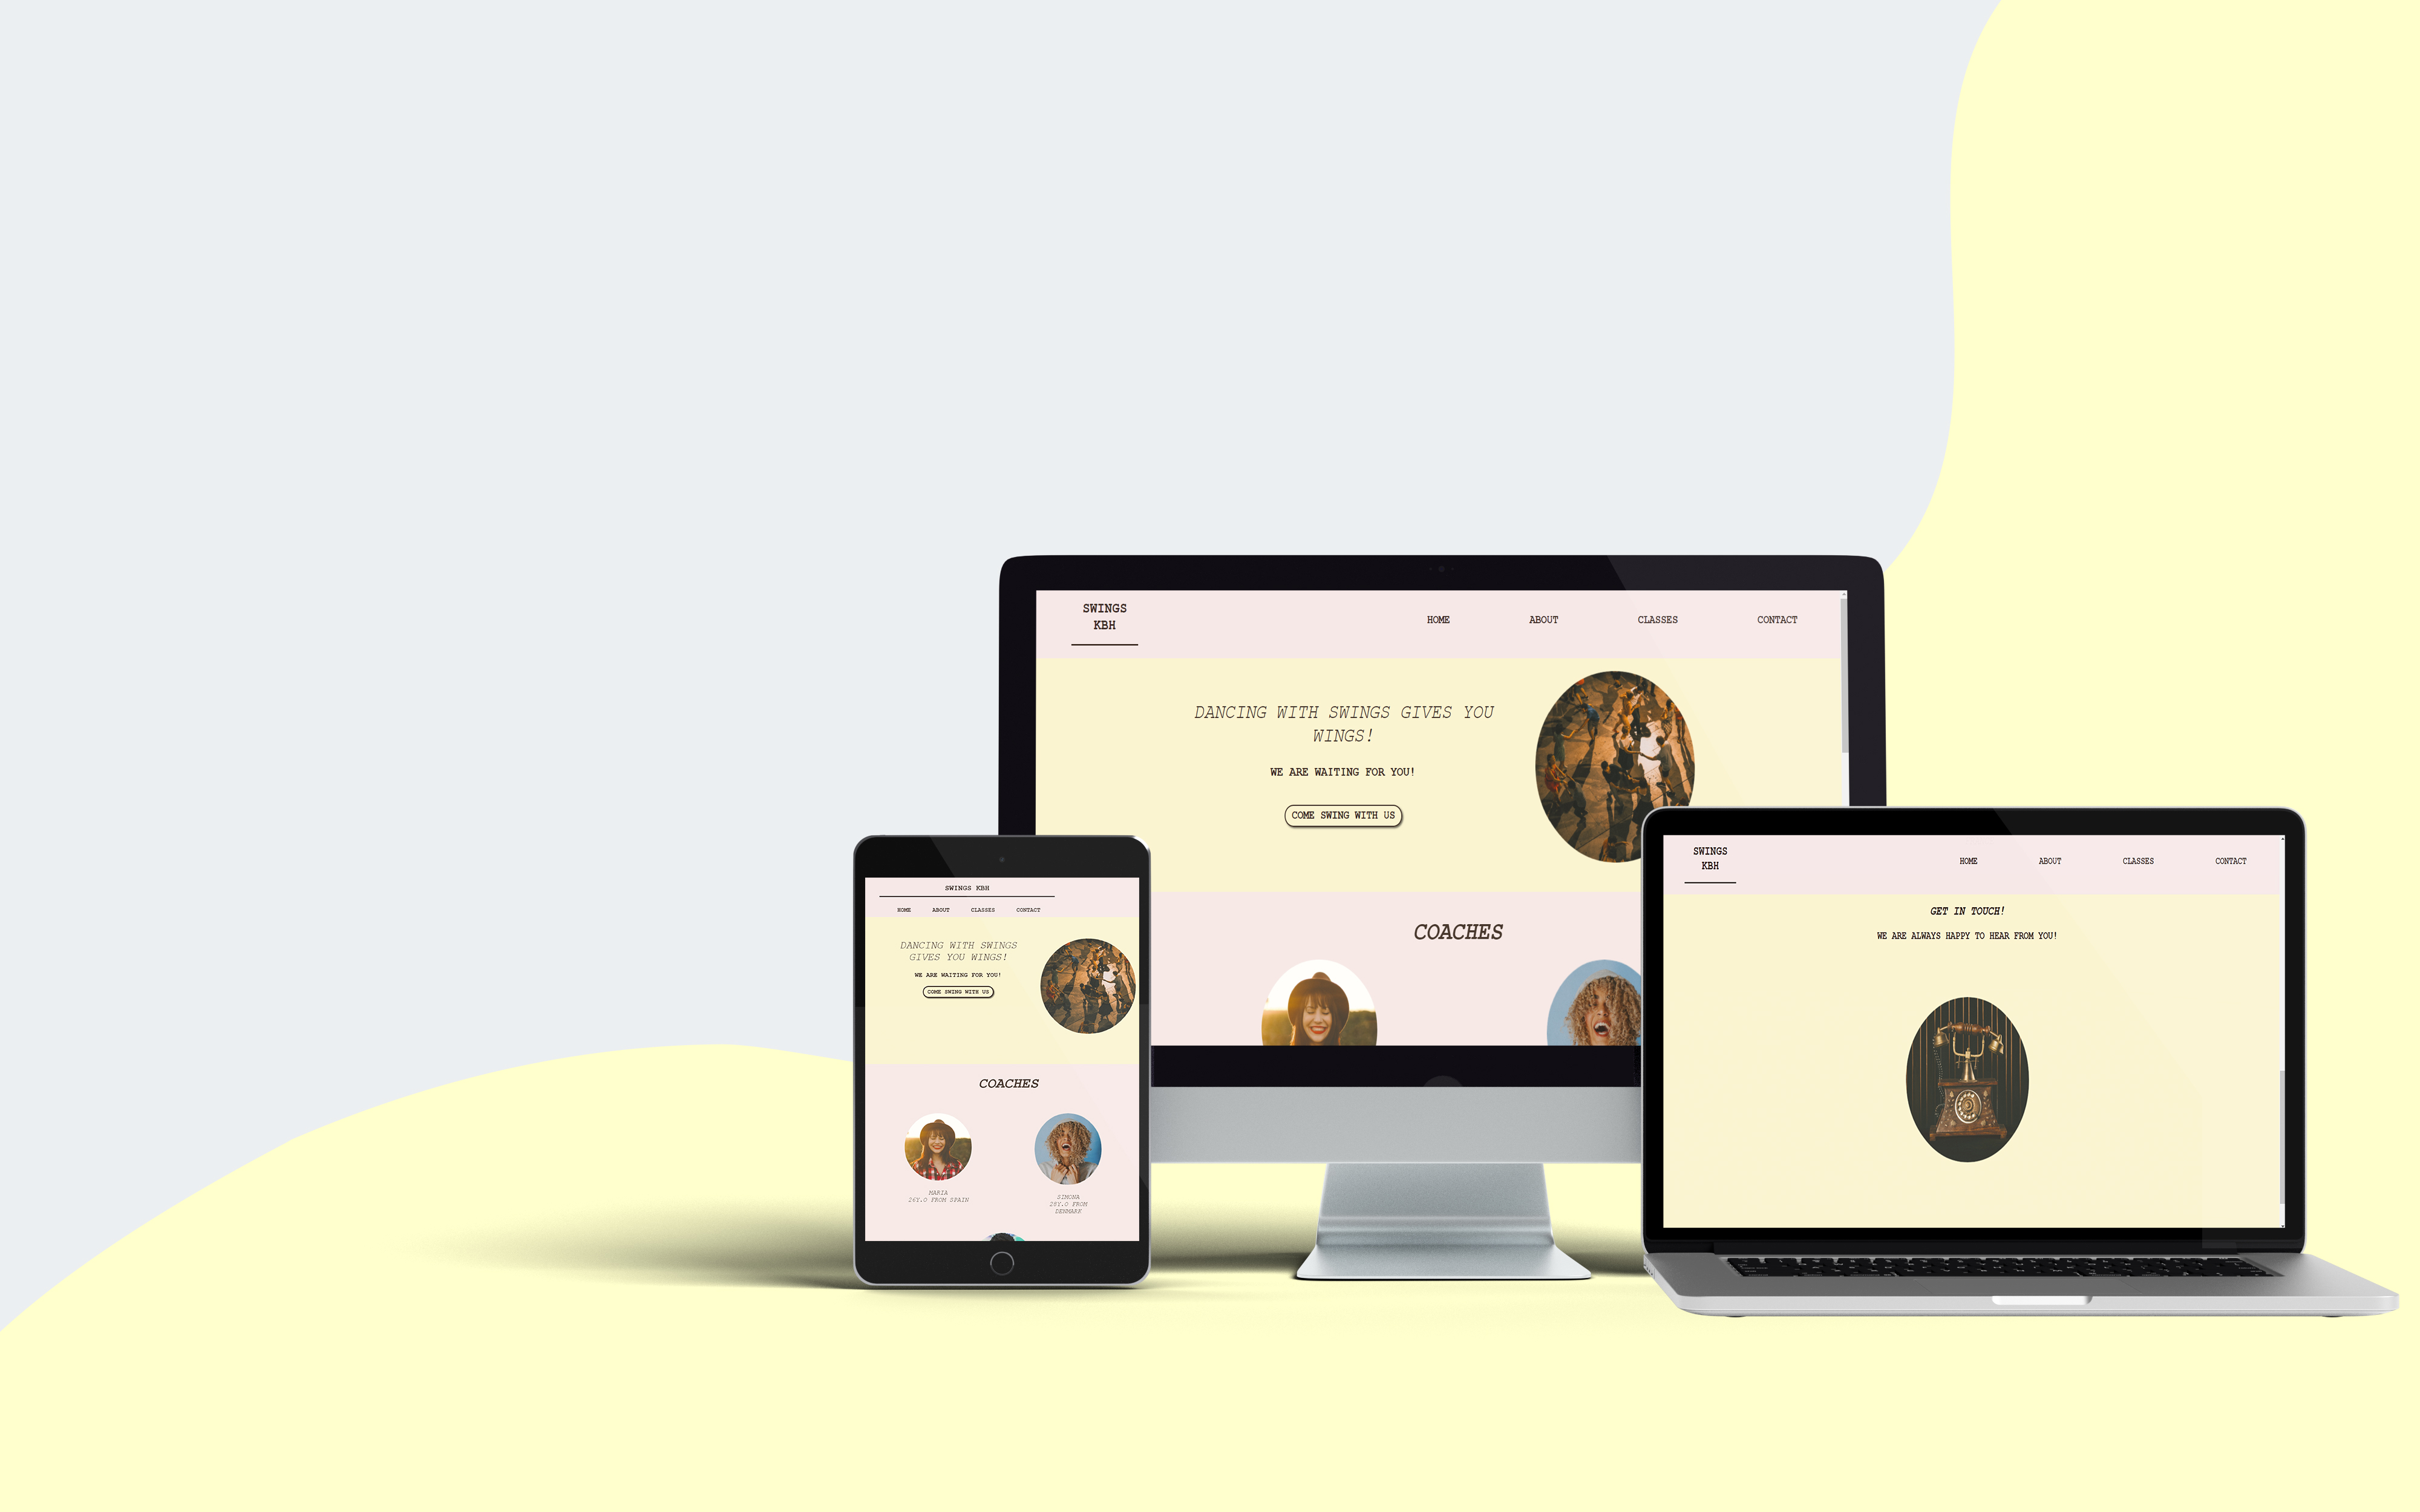 SWINGS
KBH
HOME ABOUT CLASSES CONTACT
DANCING WITH SWINGS GIVES YOU
WINGS!
WE ARE WAITING FOR YOU!
COME SWING WITH US
COACHES
SWINGS KBH
HOME ABOUT CLASSES CONTACT
DANCING WITH SWINGS
GIVES YOU WINGS!
WE ARE WAITING FOR YOU!
COME SWING WITH US
COACHES
MARIA
26Y.O FROM SPAIN
SIMONA
28Y.O FROM
DENMARK
SWINGS
KBH
HOME ABOUT CLASSES CONTACT
GET IN TOUCH!
WE ARE ALWAYS HAPPY TO HEAR FROM YOU!